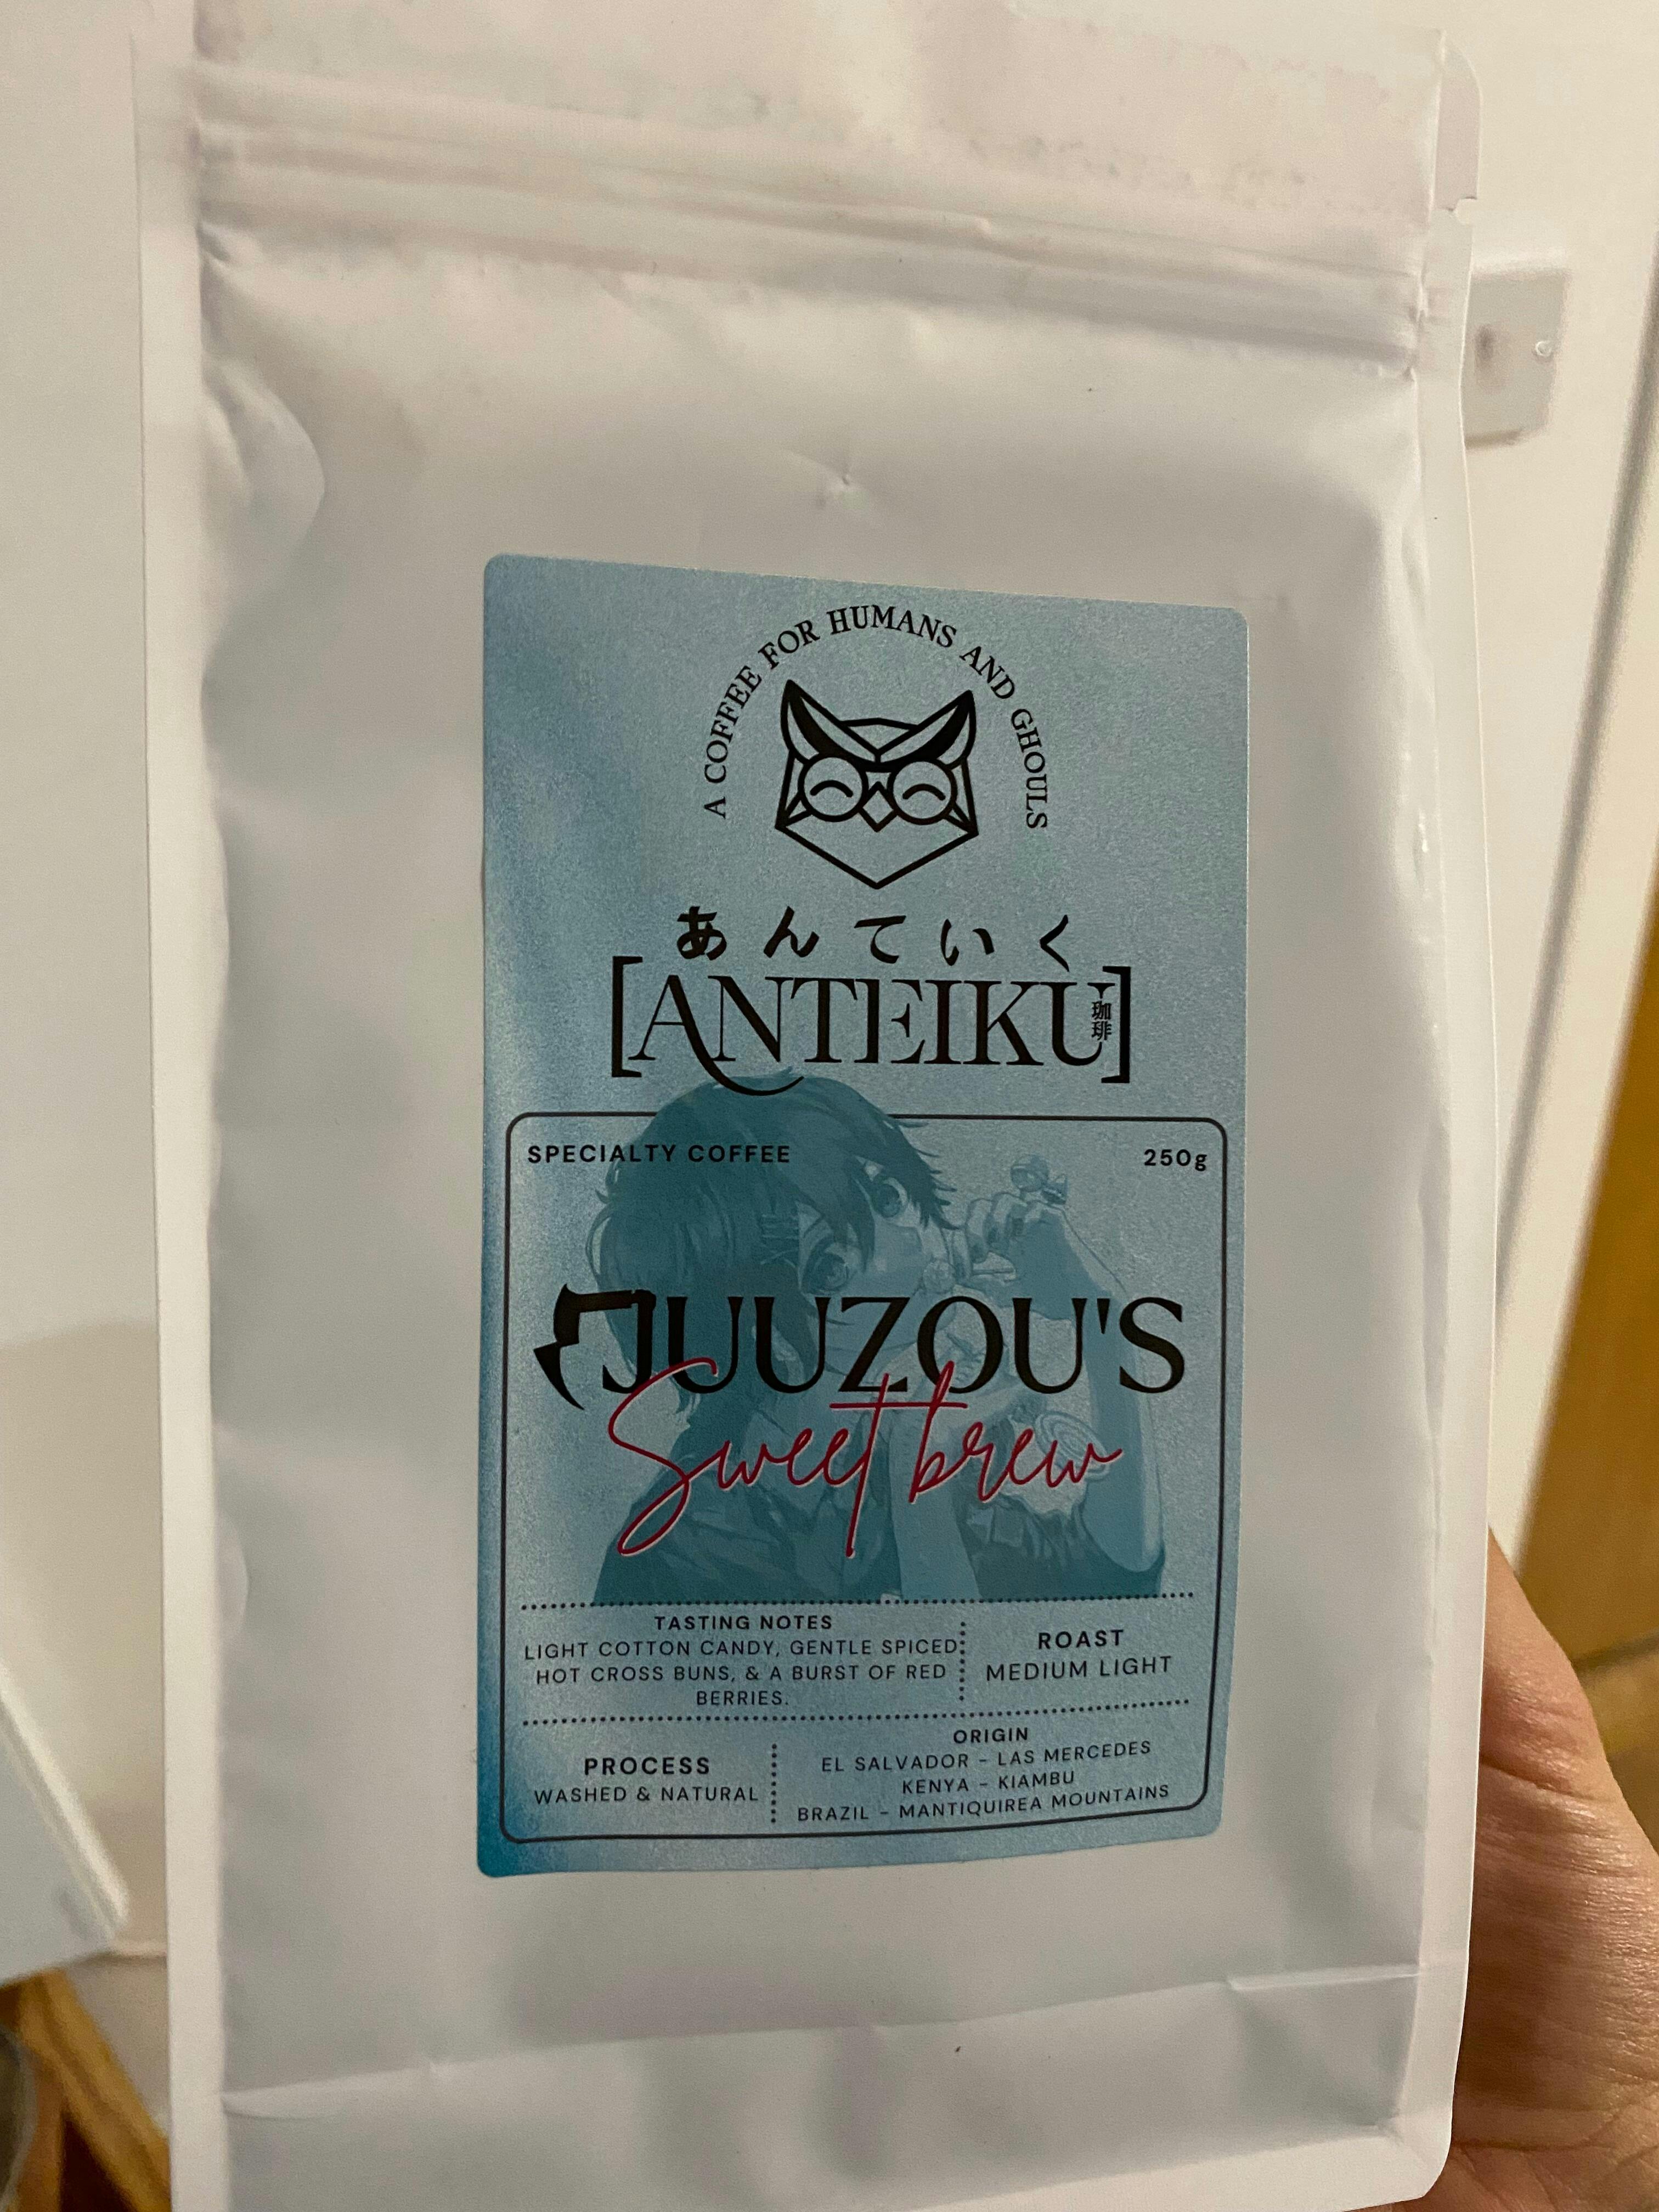 A COFFEE FOR HUMANS AND GHOULS
あんていく
[ANTEIKU]
珈琲
SPECIALTY COFFEE
250g
JUUZOU'S
Sweet brew
TASTING NOTES
LIGHT COTTON CANDY, GENTLE SPICED
HOT CROSS BUNS, & A BURST OF RED
BERRIES.
ROAST
MEDIUM LIGHT
PROCESS
WASHED & NATURAL
ORIGIN
EL SALVADOR - LAS MERCEDES
KENYA - KIAMBU
BRAZIL - MANTIQUIREA MOUNTAINS